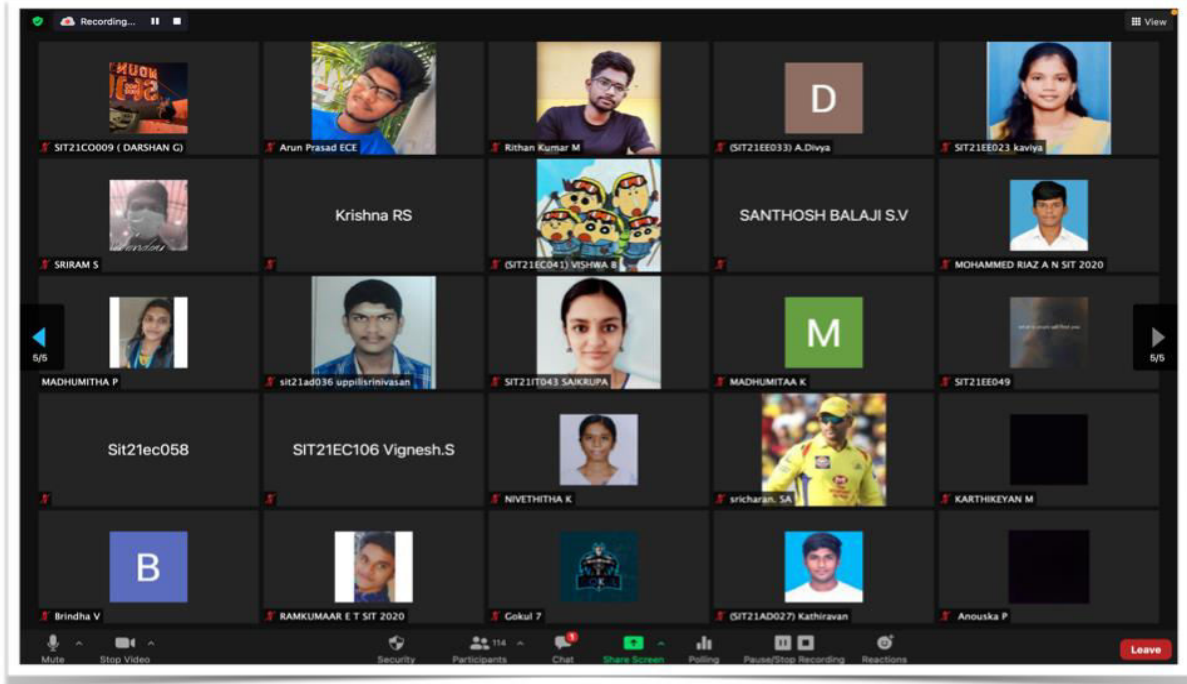 Recording...
View
SIT21CO009 ( DARSHAN G)
Arun Prasad ECE
Rithan Kumar M
D
(SIT21EE033) A.Divya
SIT21EE023 kaviya
SRIRAM S
Krishna RS
(SIT21EC041) VISHWA B
SANTHOSH BALAJI S.V
MOHAMMED RIAZ A N SIT 2020
5/5
MADHUMITHA P
sit21ad036 uppilisrinivasan
SIT21IT043 SAIKRUPA
M
MADHUMITAA K
SIT21EE049
5/5
Sit21ec058
SIT21EC106 Vignesh.S
NIVETHITHA K
sricharan. SA
KARTHIKEYAN M
B
Brindha V
RAMKUMAAR E T SIT 2020
Gokul 7
(SIT21AD027) Kathiravan
Anouska P
Mute
Stop Video
Security
114
Participants
1
Chat
Share Screen
Polling
Pause/Stop Recording
Reactions
Leave